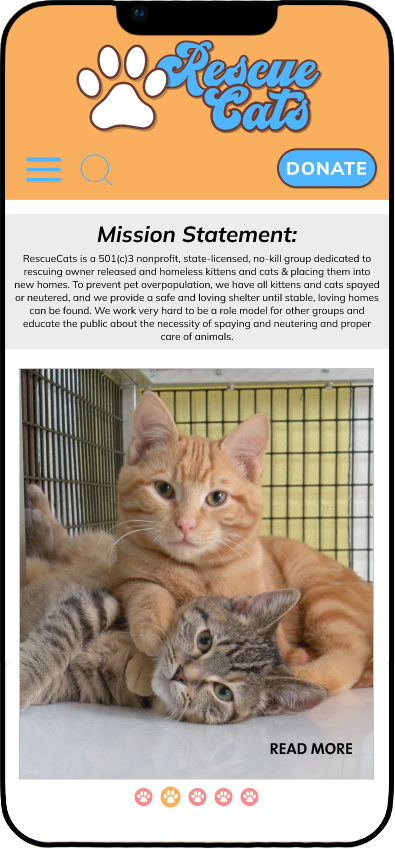 Rescue
Cats
DONATE
Mission Statement:
RescueCats is a 501(c)3 nonprofit, state-licensed, no-kill group dedicated to
rescuing owner released and homeless kittens and cats & placing them into
new homes. To prevent pet overpopulation, we have all kittens and cats spayed
or neutered, and we provide a safe and loving shelter until stable, loving homes
can be found. We work very hard to be a role model for other groups and
educate the public about the necessity of spaying and neutering and proper
care of animals.
READ MORE